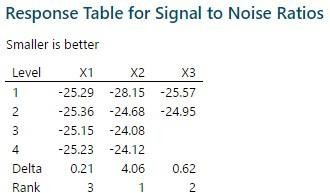 Response Table for Signal to Noise Ratios
Smaller is better
Level X1 X2 X3
1 -25.29 -28.15 -25.57
2 -25.36 -24.68 -24.95
3 -25.15 -24.08
4 -25.23 -24.12
Delta 0.21 4.06 0.62
Rank 3 1 2